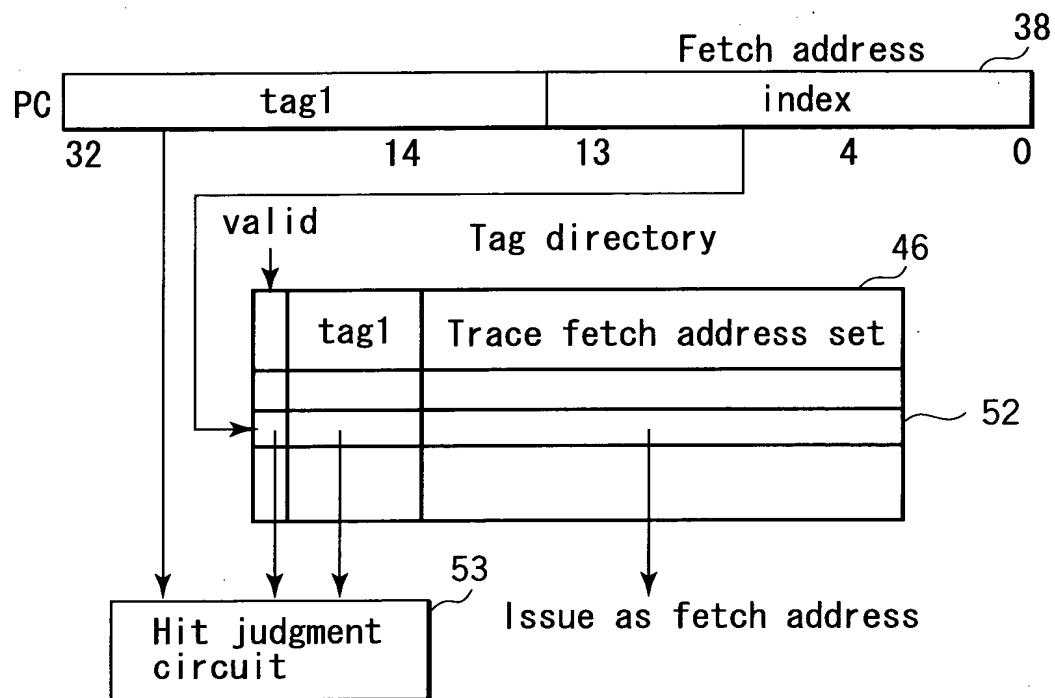 Fetch address 38
PC tag1 index
32 14 13 4 0
valid Tag directory
46
tag1 Trace fetch address set
52
53
Hit judgment
circuit
Issue as fetch address